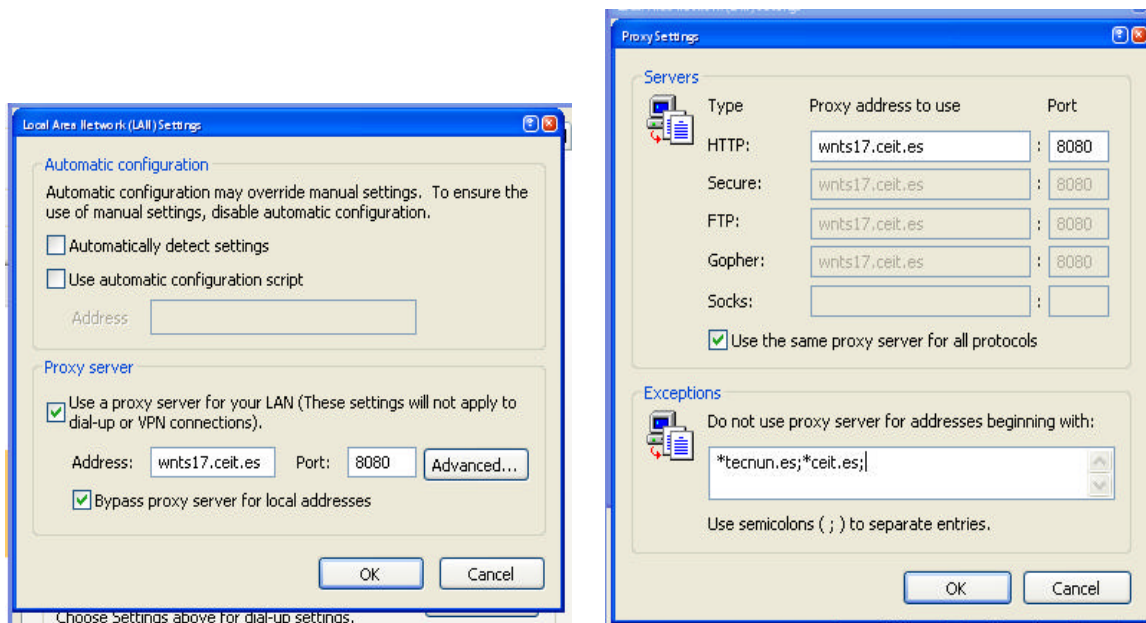 Local Area Network (LAN) Settings
Automatic configuration
Automatic configuration may override manual settings. To ensure the
use of manual settings, disable automatic configuration.
Automatically detect settings
Use automatic configuration script
Address
Proxy server
Use a proxy server for your LAN (These settings will not apply to
dial-up or VPN connections).
Address: wnts17.ceit.es Port: 8080 Advanced...
Bypass proxy server for local addresses
OK Cancel
Choose Settings above for dial-up settings.
Proxy Settings
Servers
Type Proxy address to use Port
HTTP: wnts17.ceit.es : 8080
Secure: wnts17.ceit.es : 8080
FTP: wnts17.ceit.es : 8080
Gopher: wnts17.ceit.es : 8080
Socks: :
Use the same proxy server for all protocols
Exceptions
Do not use proxy server for addresses beginning with:
*tecnun.es;*ceit.es;
Use semicolons ( ; ) to separate entries.
OK Cancel